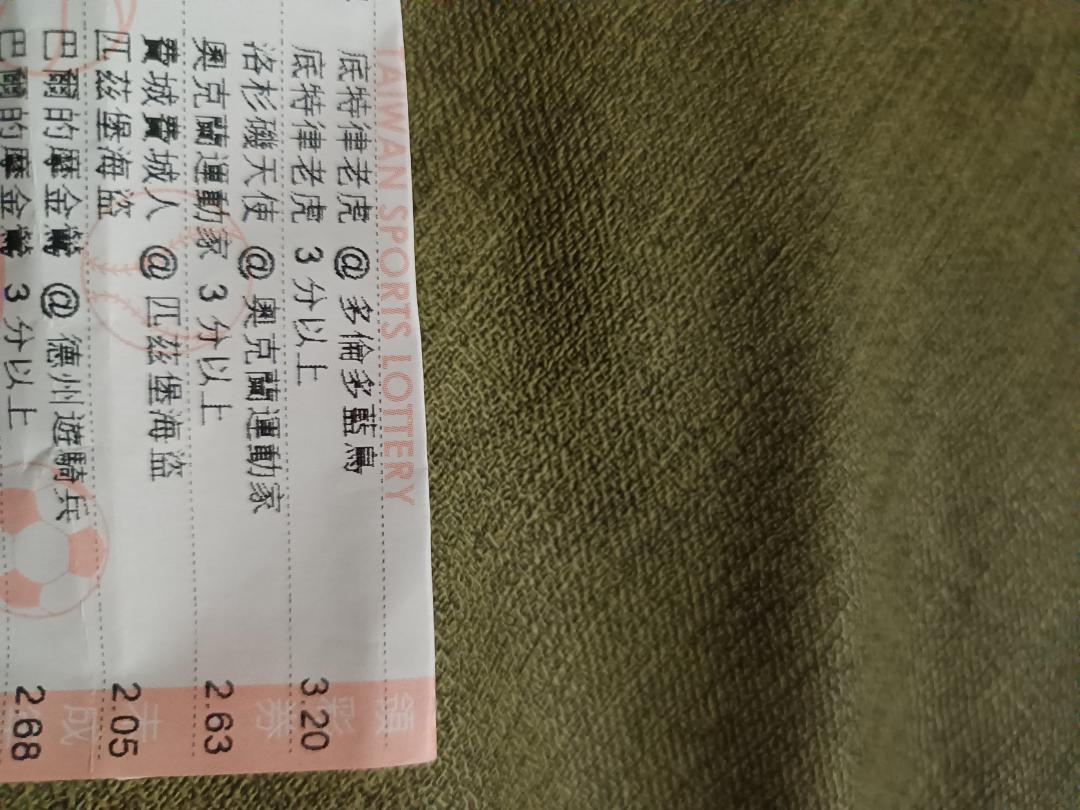 TAIWAN SPORTS LOTTERY
底特律老虎 @ 多倫多藍鳥
底特律老虎 3 分以上 3.20
洛杉磯天使 @ 奧克蘭運動家
奧克蘭運動家 3 分以上 2.63
費城費城人 @ 匹茲堡海盜
匹茲堡海盜 2.05
巴爾的摩金鶯 @ 德州遊騎兵
巴爾的摩金鶯 3 分以上 2.68